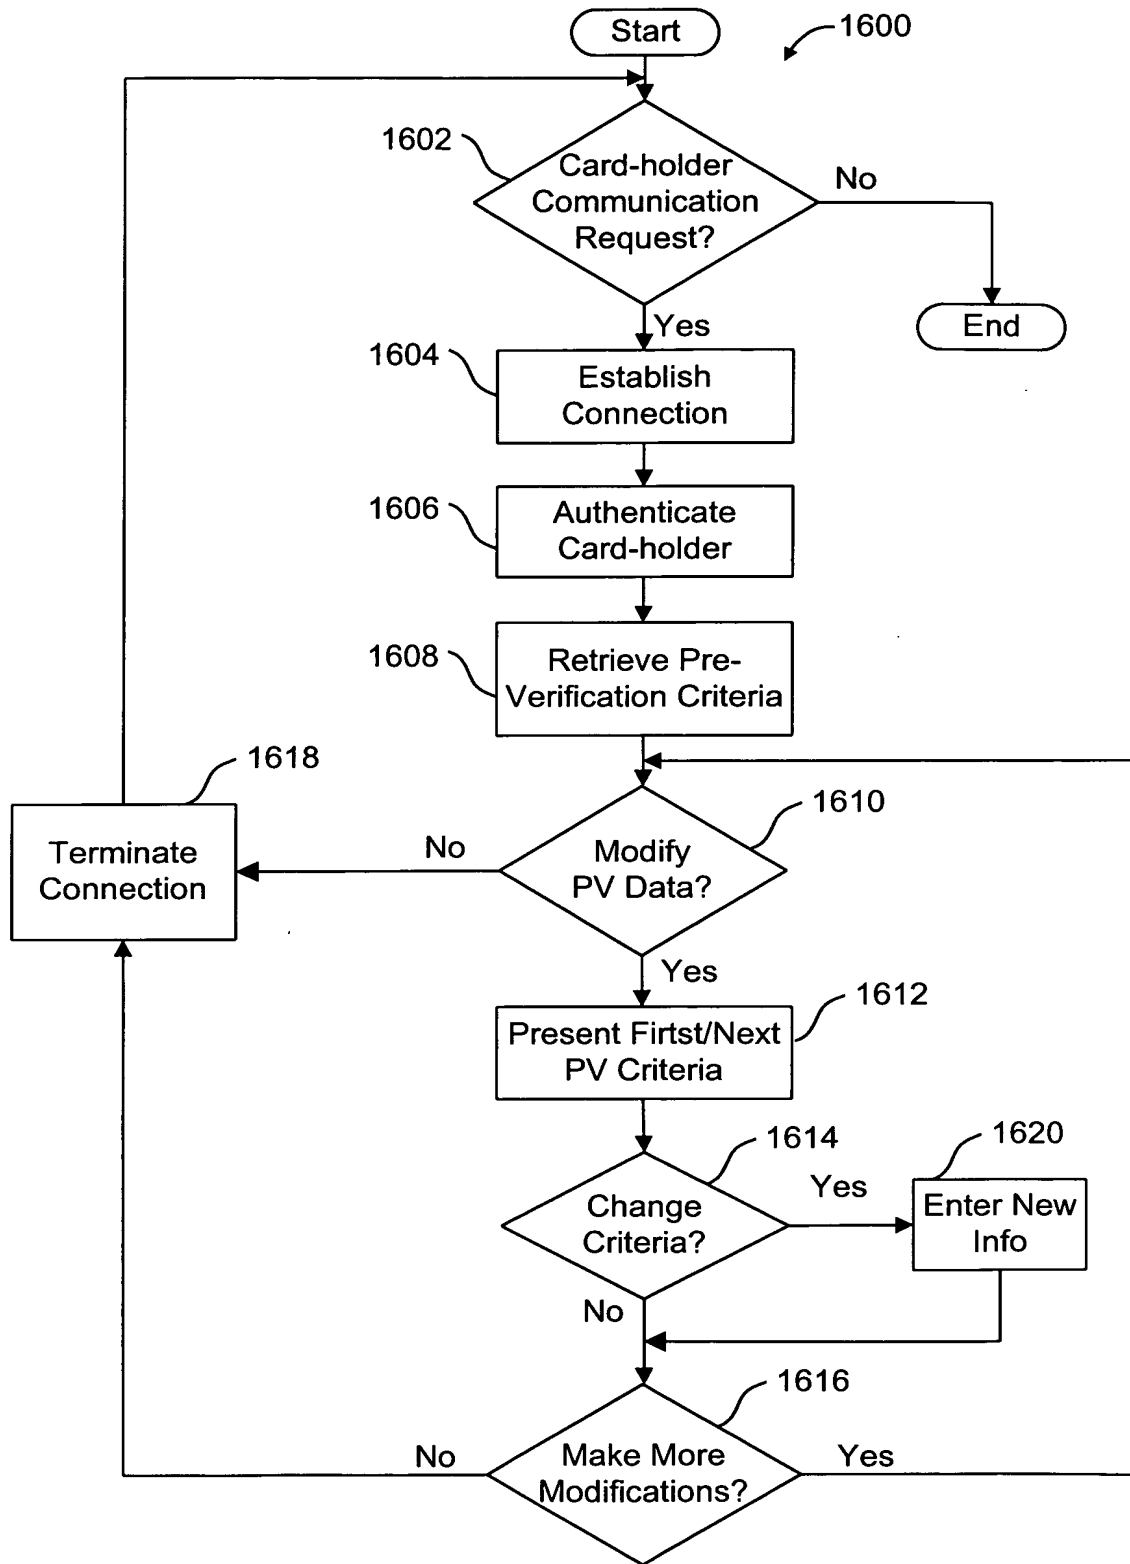 Start
1600
1602
Card-holder
Communication
Request?
No
End
Yes
1604
Establish
Connection
1606
Authenticate
Card-holder
1608
Retrieve Pre-
Verification Criteria
1618
Terminate
Connection
No
1610
Modify
PV Data?
Yes
1612
Present Firtst/Next
PV Criteria
1614
Change
Criteria?
Yes
1620
Enter New
Info
No
1616
Make More
Modifications?
No
Yes